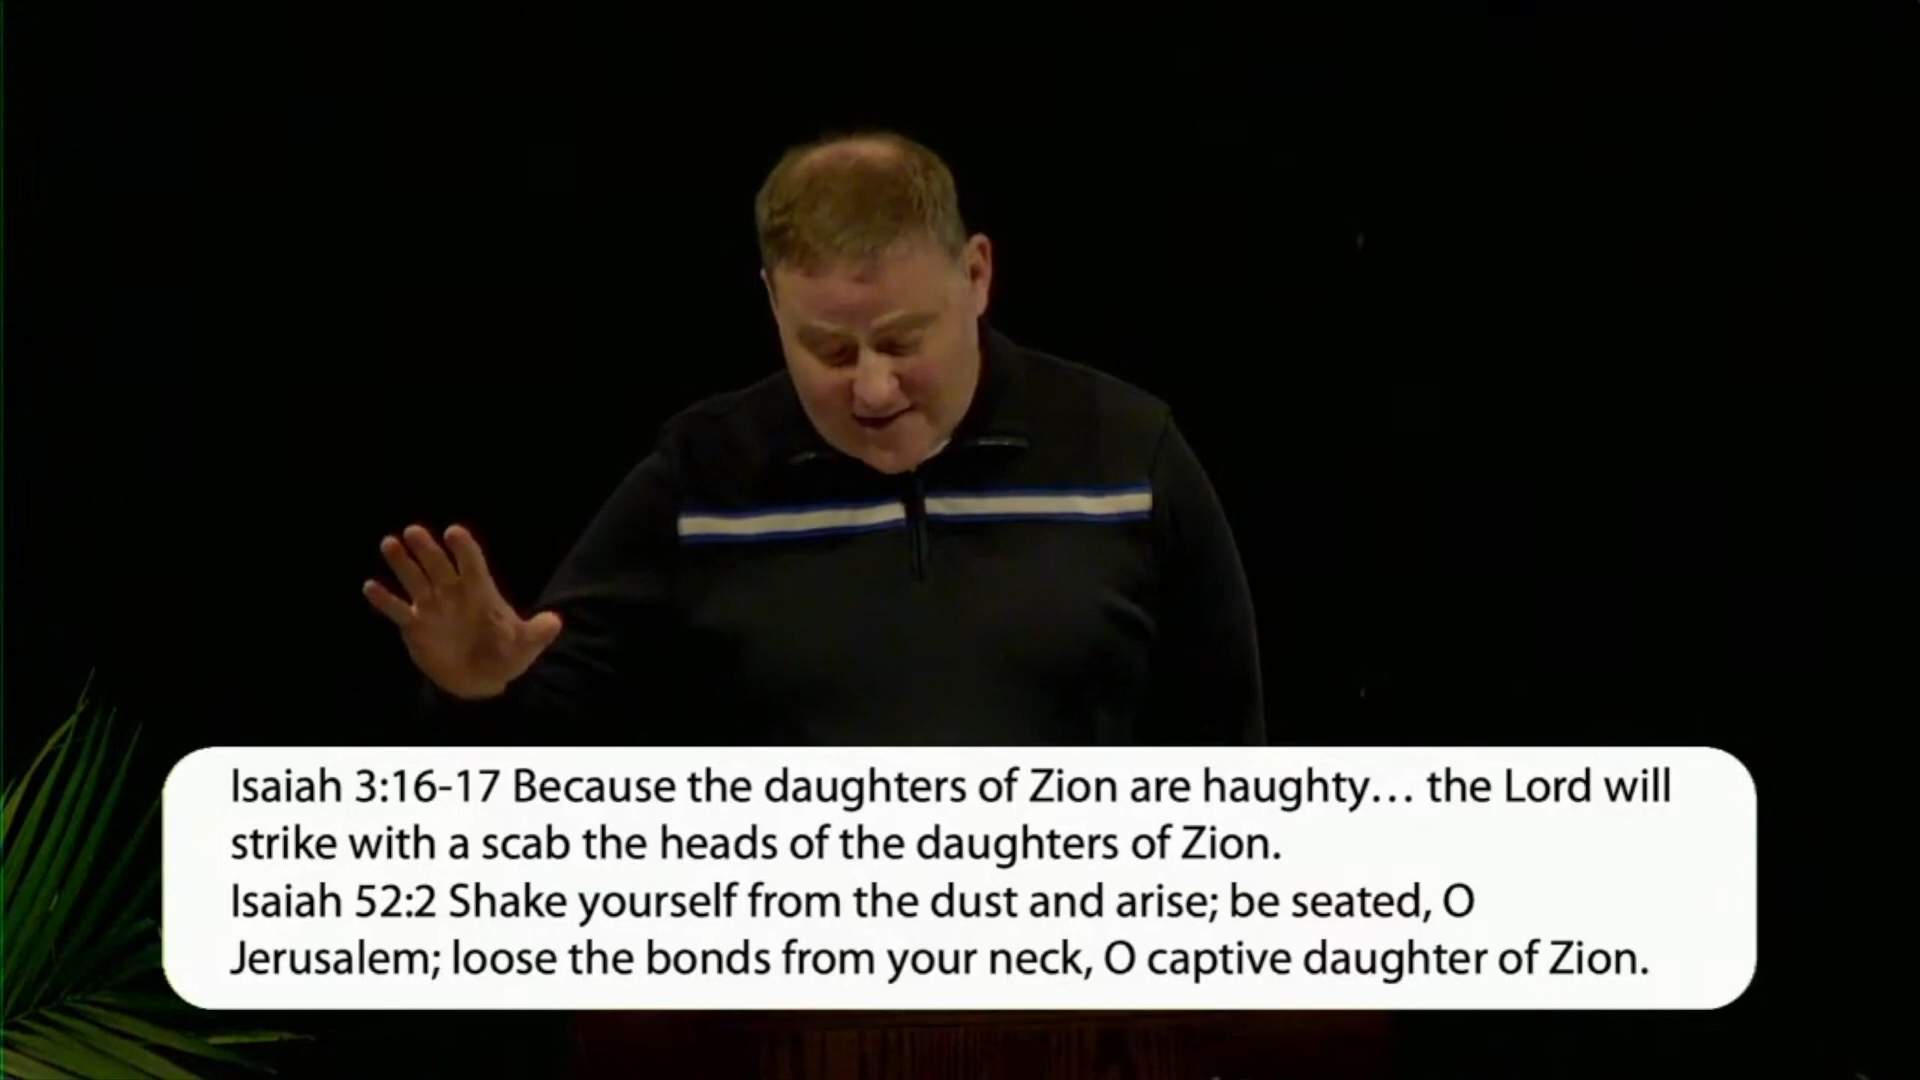 Isaiah 3:16-17 Because the daughters of Zion are haughty… the Lord will
strike with a scab the heads of the daughters of Zion.
Isaiah 52:2 Shake yourself from the dust and arise; be seated, O
Jerusalem; loose the bonds from your neck, O captive daughter of Zion.